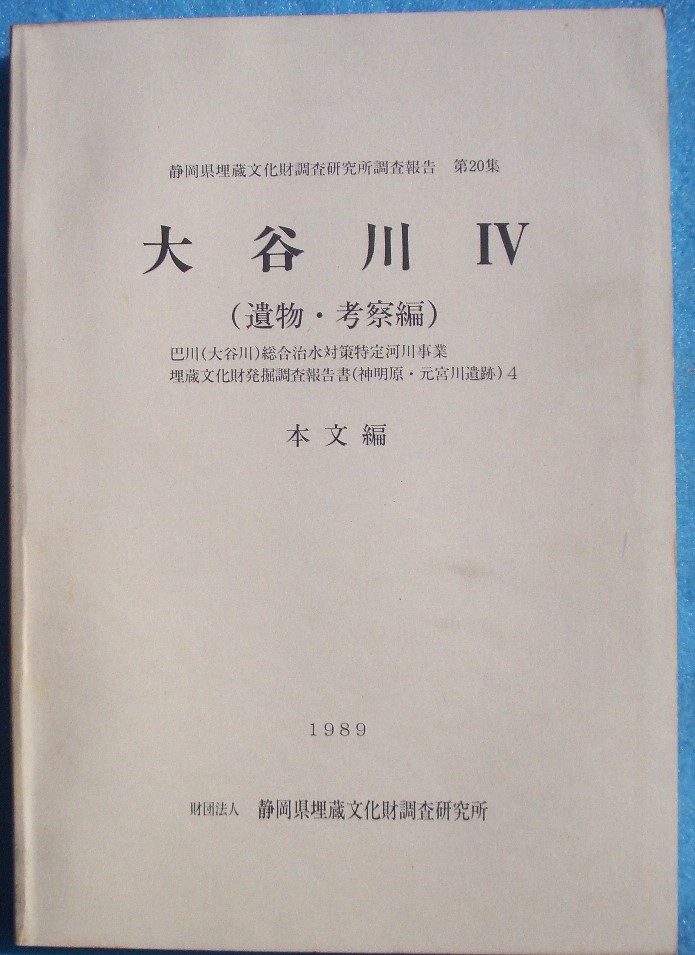 静岡県埋蔵文化財調査研究所調査報告 第20集
大谷川 Ⅳ
(遺物・考察編)
巴川(大谷川)総合治水対策特定河川事業
埋蔵文化財発掘調査報告書(神明原・元宮川遺跡)4
本文編
1989
財団法人 静岡県埋蔵文化財調査研究所